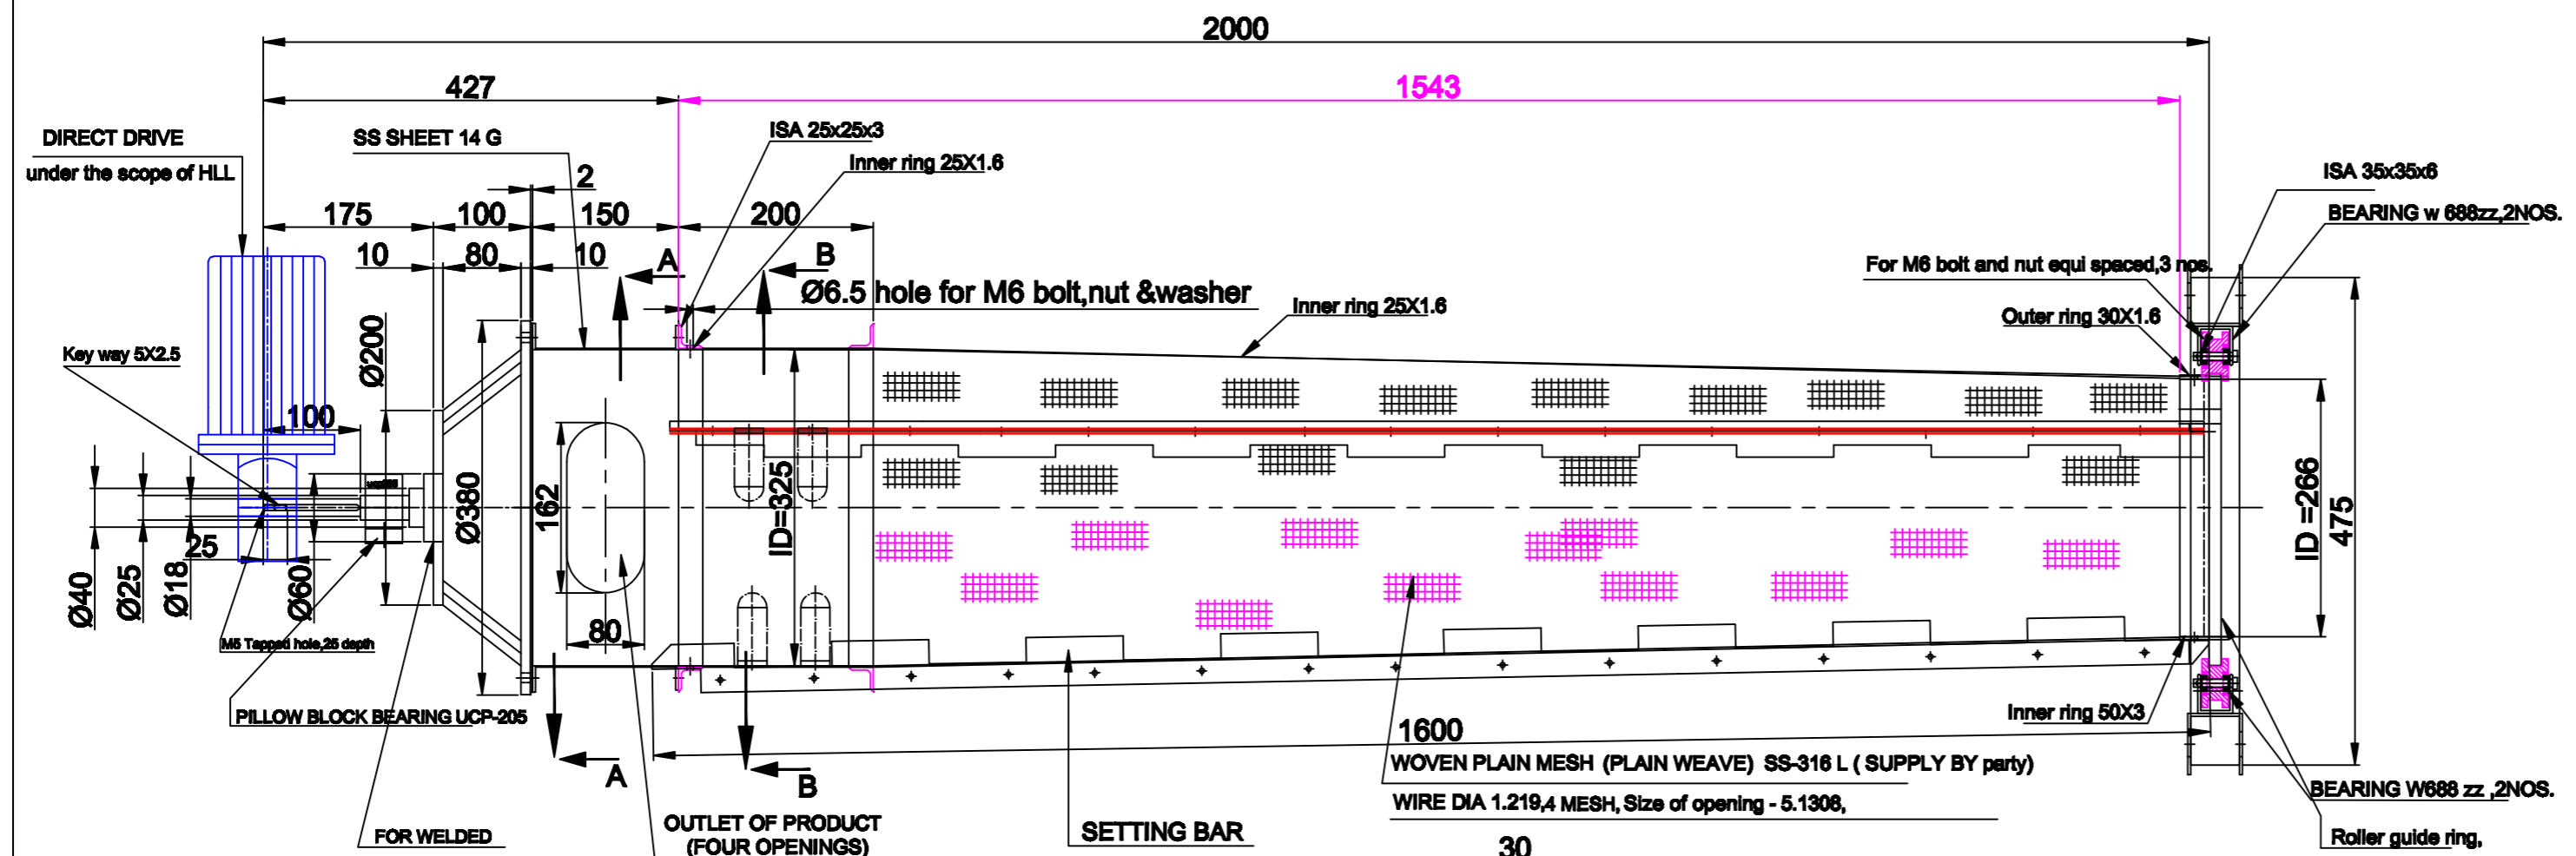 2000
427
1543
DIRECT DRIVE
under the scope of HLL
SS SHEET 14 G
ISA 25x25x3
Inner ring 25X1.6
ISA 35x35x6
BEARING w 688zz,2NOS.
2
175
100
150
200
10
80
10
A
B
Ø6.5 hole for M6 bolt,nut &washer
For M6 bolt and nut equi spaced,3 nos.
Inner ring 25X1.6
Outer ring 30X1.6
Key way 5X2.5
Ø200
100
Ø380
162
ID=325
ID =266
475
25
Ø40
Ø25
Ø18
Ø60
80
M5 Tapped hole,25 depth
PILLOW BLOCK BEARING UCP-205
Inner ring 50X3
1600
A
B
WOVEN PLAIN MESH (PLAIN WEAVE) SS-316 L ( SUPPLY BY party)
WIRE DIA 1.219,4 MESH, Size of opening - 5.1308,
BEARING W688 zz ,2NOS.
FOR WELDED
OUTLET OF PRODUCT
(FOUR OPENINGS)
SETTING BAR
30
Roller guide ring,